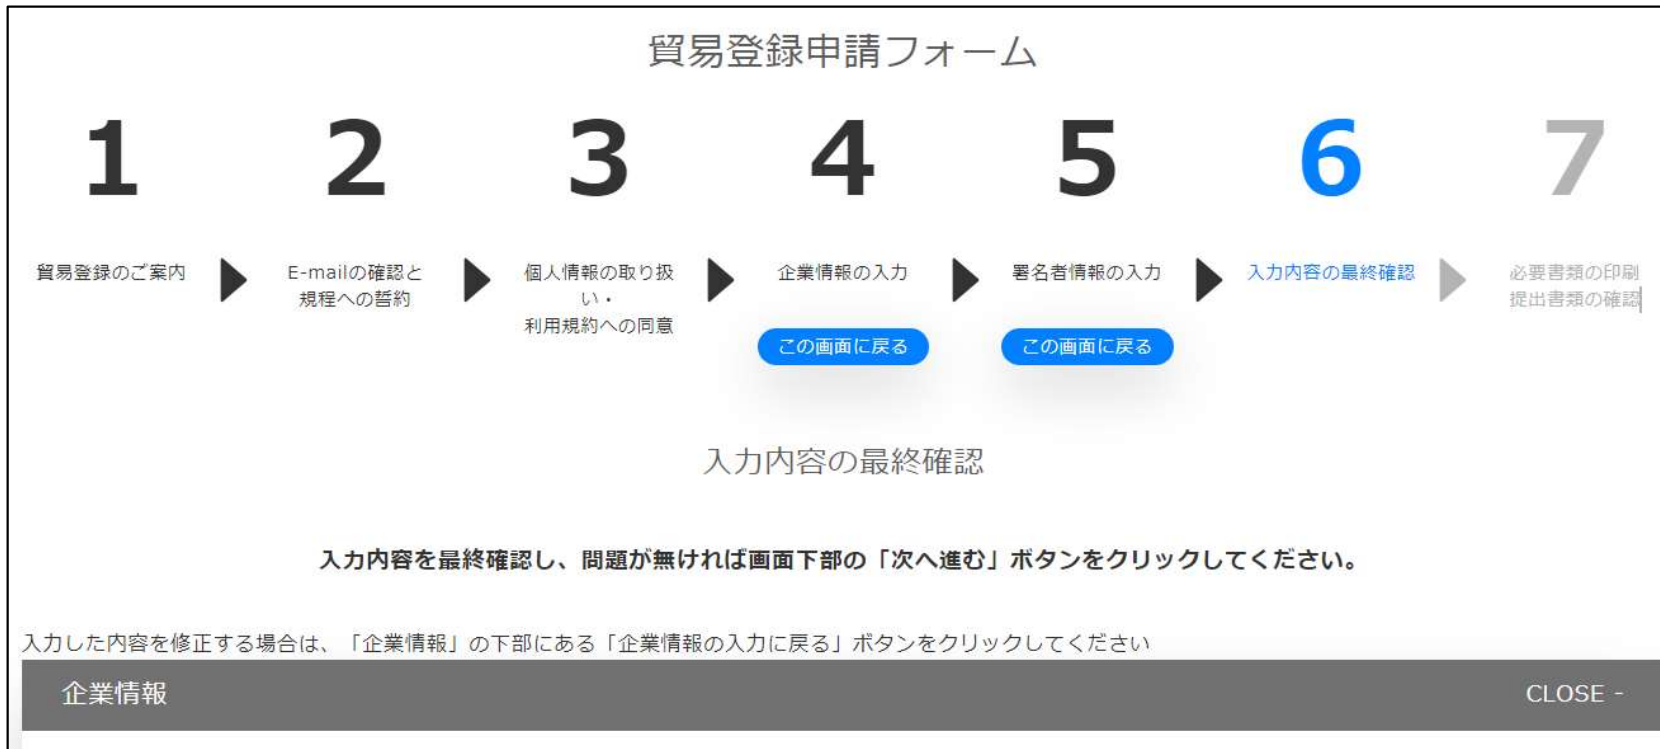 貿易登録申請フォーム
1 2 3 4 5 6 7
貿易登録のご案内
E-mailの確認と
規程への誓約
個人情報の取り扱
い・
利用規約への同意
企業情報の入力
この画面に戻る
署名者情報の入力
この画面に戻る
入力内容の最終確認
必要書類の印刷
提出書類の確認
入力内容の最終確認
入力内容を最終確認し、問題が無ければ画面下部の「次へ進む」ボタンをクリックしてください。
入力した内容を修正する場合は、「企業情報」の下部にある「企業情報の入力に戻る」ボタンをクリックしてください
企業情報 CLOSE -